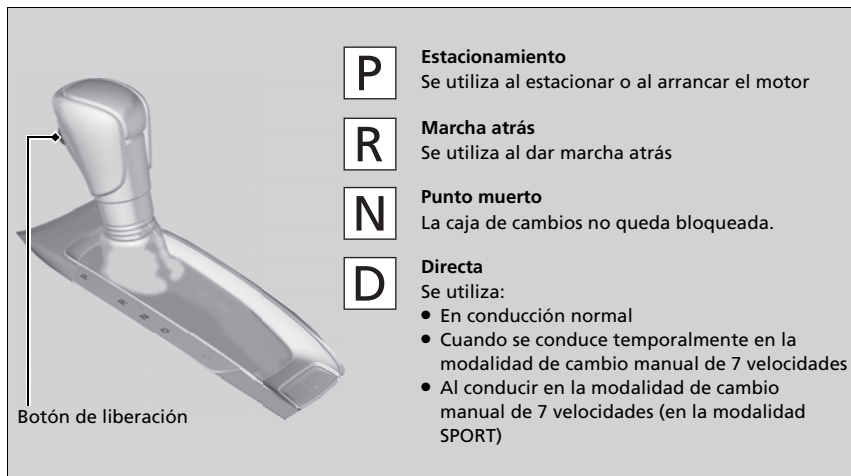 P
Estacionamiento
Se utiliza al estacionar o al arrancar el motor
R
Marcha atrás
Se utiliza al dar marcha atrás
N
Punto muerto
La caja de cambios no queda bloqueada.
D
Directa
Se utiliza:
● En conducción normal
● Cuando se conduce temporalmente en la
modalidad de cambio manual de 7 velocidades
● Al conducir en la modalidad de cambio
manual de 7 velocidades (en la modalidad
SPORT)
P
R
N
D
Botón de liberación